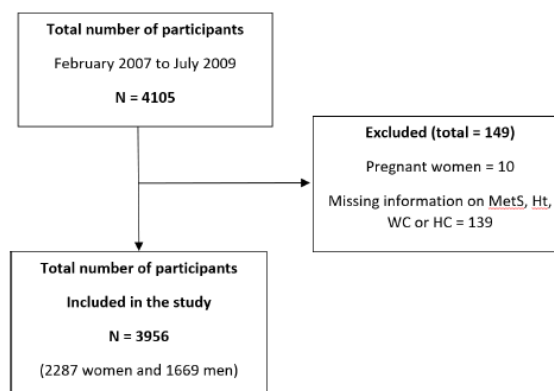 Total number of participants
February 2007 to July 2009
N = 4105
Excluded (total = 149)
Pregnant women = 10
Missing information on MetS, Ht,
WC or HC = 139
Total number of participants
Included in the study
N = 3956
(2287 women and 1669 men)